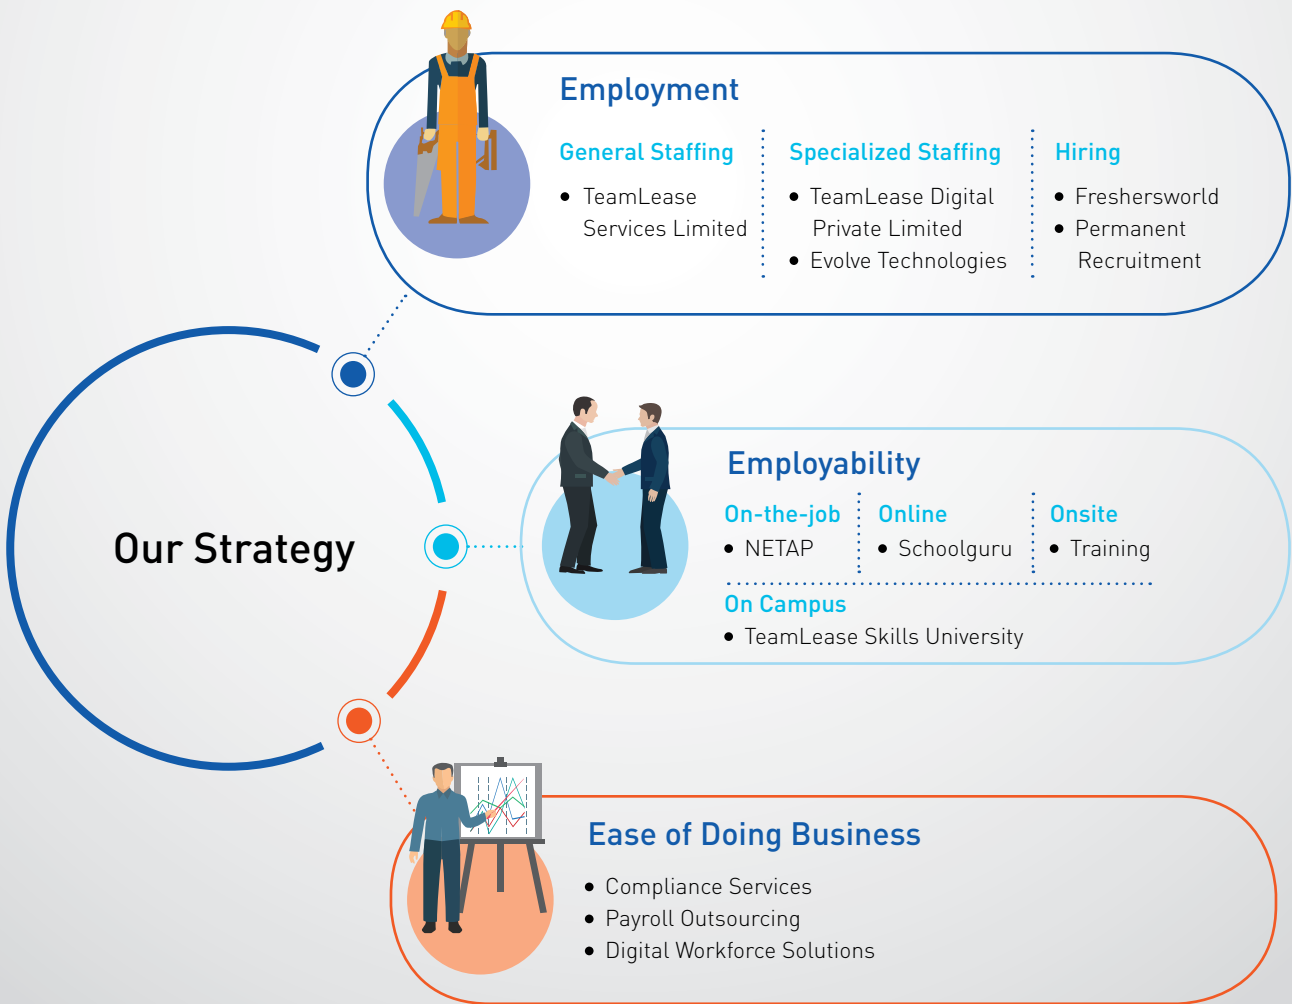 Our Strategy
Employment
General Staffing
• TeamLease
Services Limited
Specialized Staffing
• TeamLease Digital
Private Limited
• Evolve Technologies
Hiring
• Freshersworld
• Permanent
Recruitment
Employability
On-the-job
• NETAP
Online
• Schoolguru
Onsite
• Training
On Campus
• TeamLease Skills University
Ease of Doing Business
• Compliance Services
• Payroll Outsourcing
• Digital Workforce Solutions